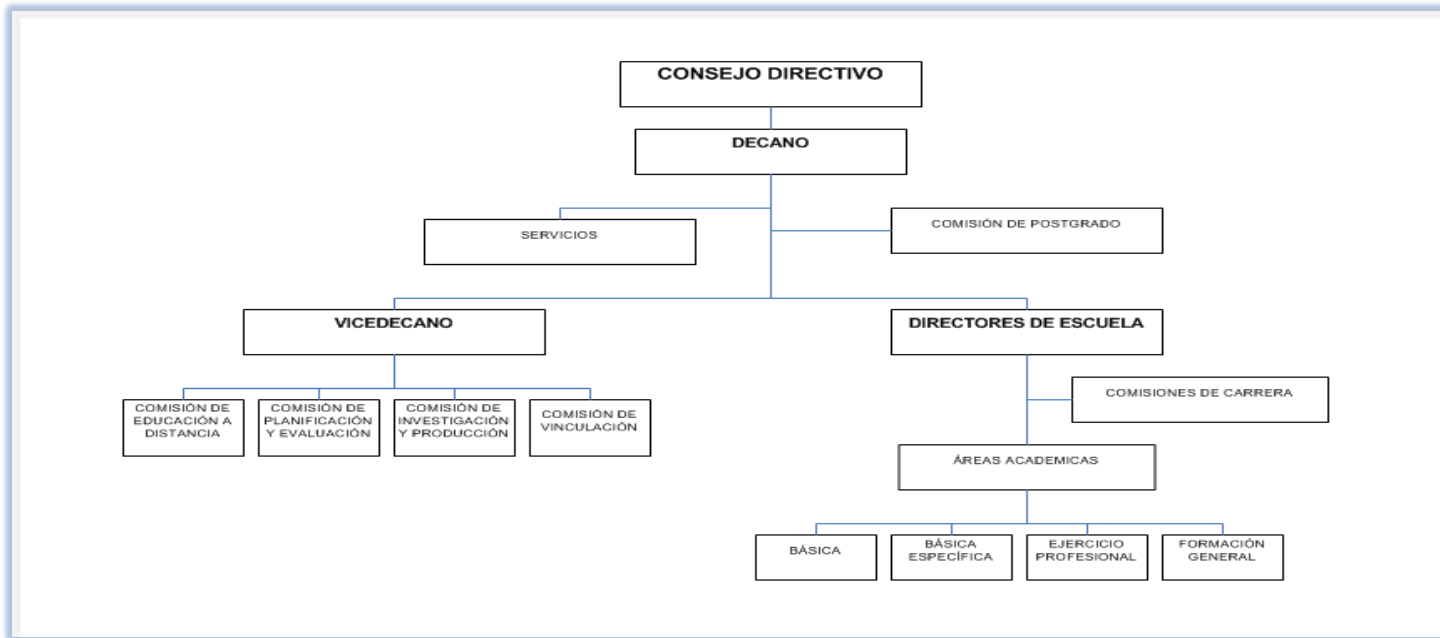 CONSEJO DIRECTIVO
DECANO
SERVICIOS
COMISIÓN DE POSTGRADO
VICEDECANO
DIRECTORES DE ESCUELA
COMISIÓN DE
EDUCACIÓN A
DISTANCIA
COMISIÓN DE
PLANIFICACIÓN
Y EVALUACIÓN
COMISIÓN DE
INVESTIGACIÓN
Y PRODUCCIÓN
COMISIÓN DE
VINCULACIÓN
COMISIONES DE CARRERA
ÁREAS ACADEMICAS
BÁSICA
BÁSICA
ESPECÍFICA
EJERCICIO
PROFESIONAL
FORMACIÓN
GENERAL